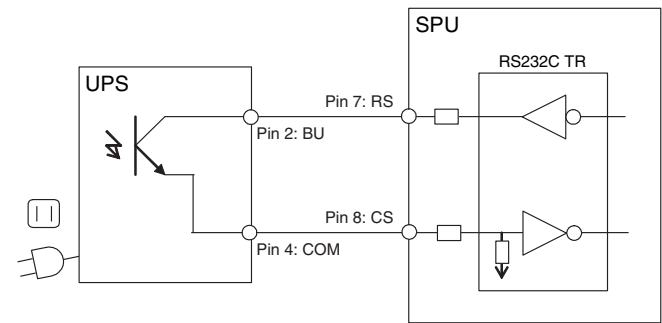 SPU
RS232C TR
UPS
Pin 7: RS
Pin 2: BU
Pin 8: CS
Pin 4: COM